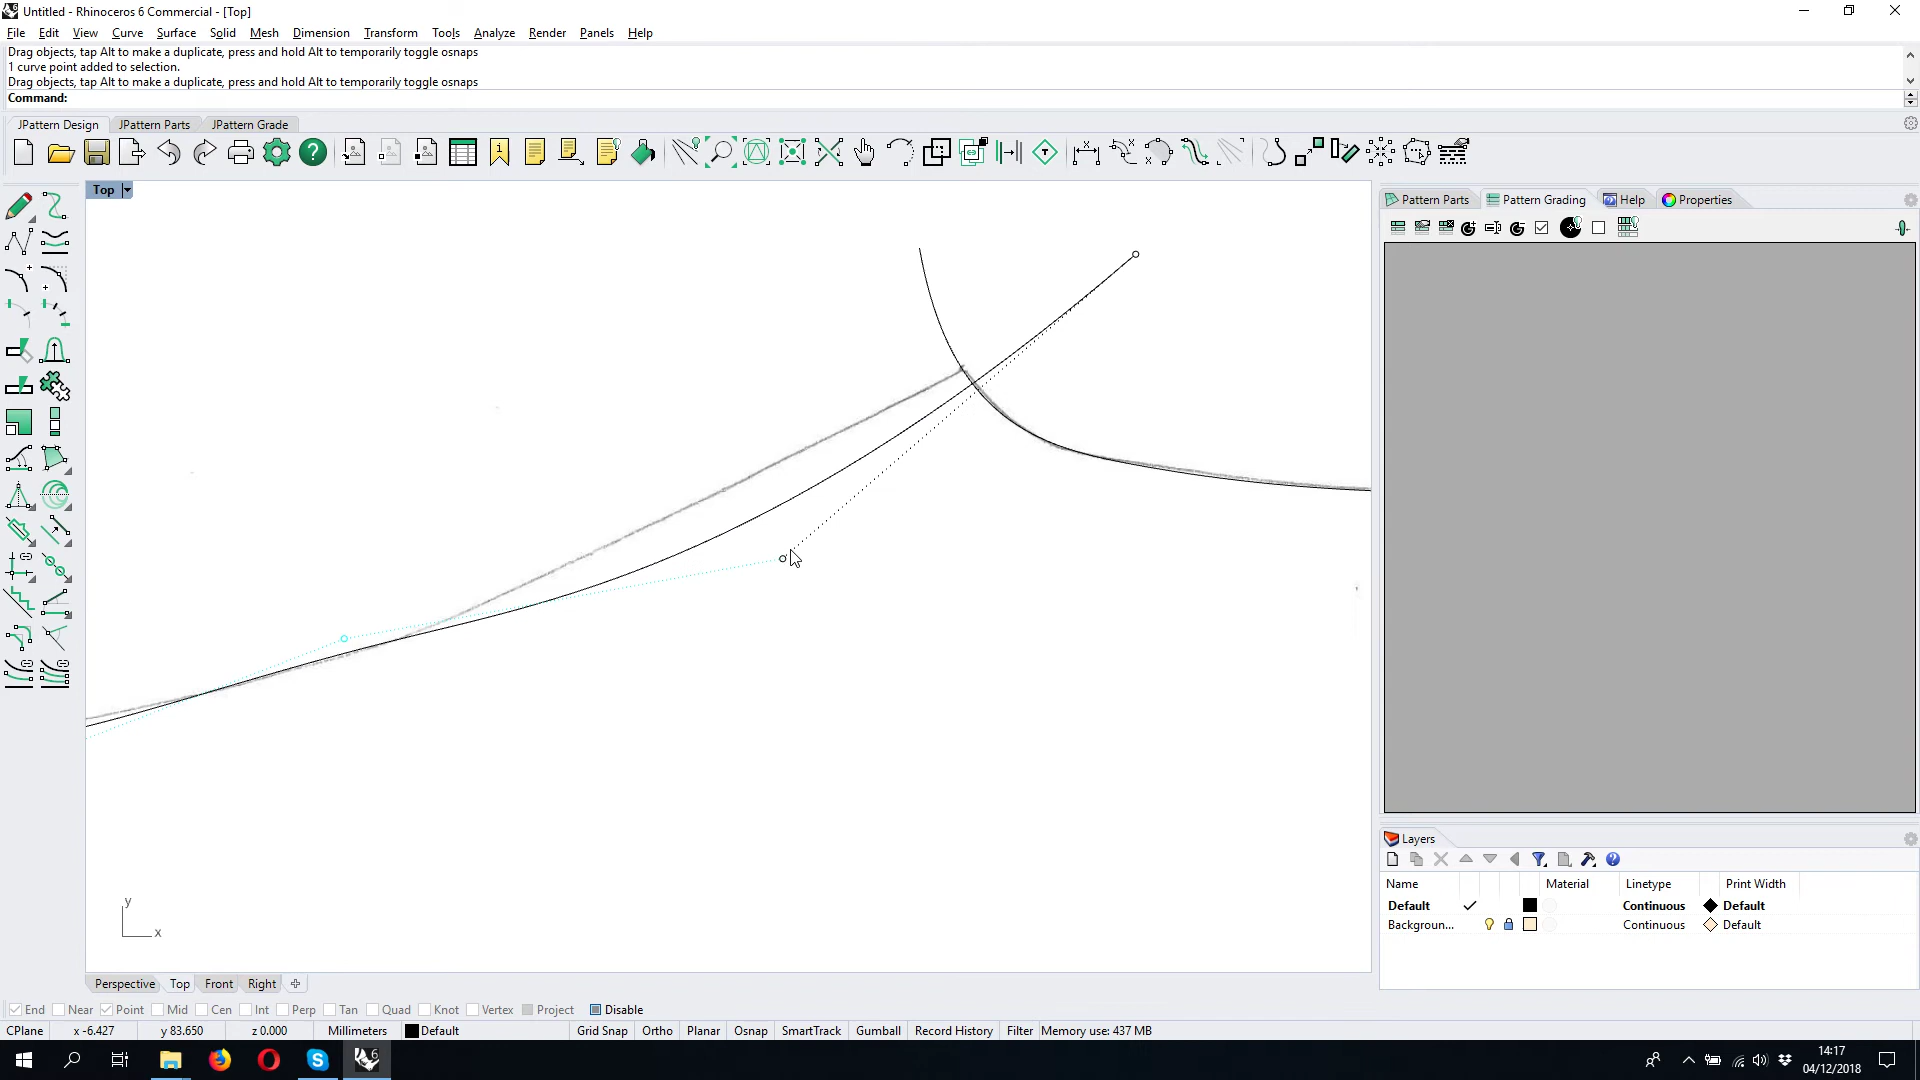 Untitled - Rhinoceros 6 Commercial - [Top]
File Edit View Curve Surface Solid Mesh Dimension Transform Tools Analyze Render Panels Help
Drag objects, tap Alt to make a duplicate, press and hold Alt to temporarily toggle osnaps
1 curve point added to selection.
Drag objects, tap Alt to make a duplicate, press and hold Alt to temporarily toggle osnaps
Command:
JPattern Design JPattern Parts JPattern Grade
Top
Pattern Parts Pattern Grading Help Properties
y
x
Layers
Name Material Linetype Print Width
Default Continuous Default
Backgroun... Continuous Default
Perspective Top Front Right
End Near Point Mid Cen Int Perp Tan Quad Knot Vertex Project Disable
CPlane x -6.427 y 83.650 z 0.000 Millimeters Default Grid Snap Ortho Planar Osnap SmartTrack Gumball Record History Filter Memory use: 437 MB
14:17
04/12/2018